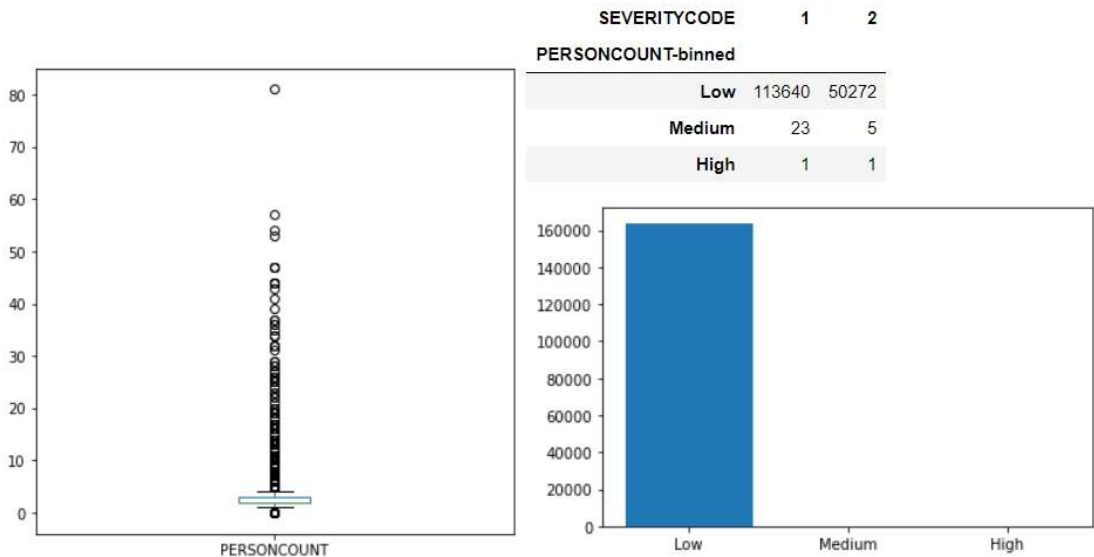 80
70
60
50
40
30
20
10
0
PERSONCOUNT
SEVERITYCODE 1 2
PERSONCOUNT-binned
Low 113640 50272
Medium 23 5
High 1 1
160000
140000
120000
100000
80000
60000
40000
20000
0
Low Medium High